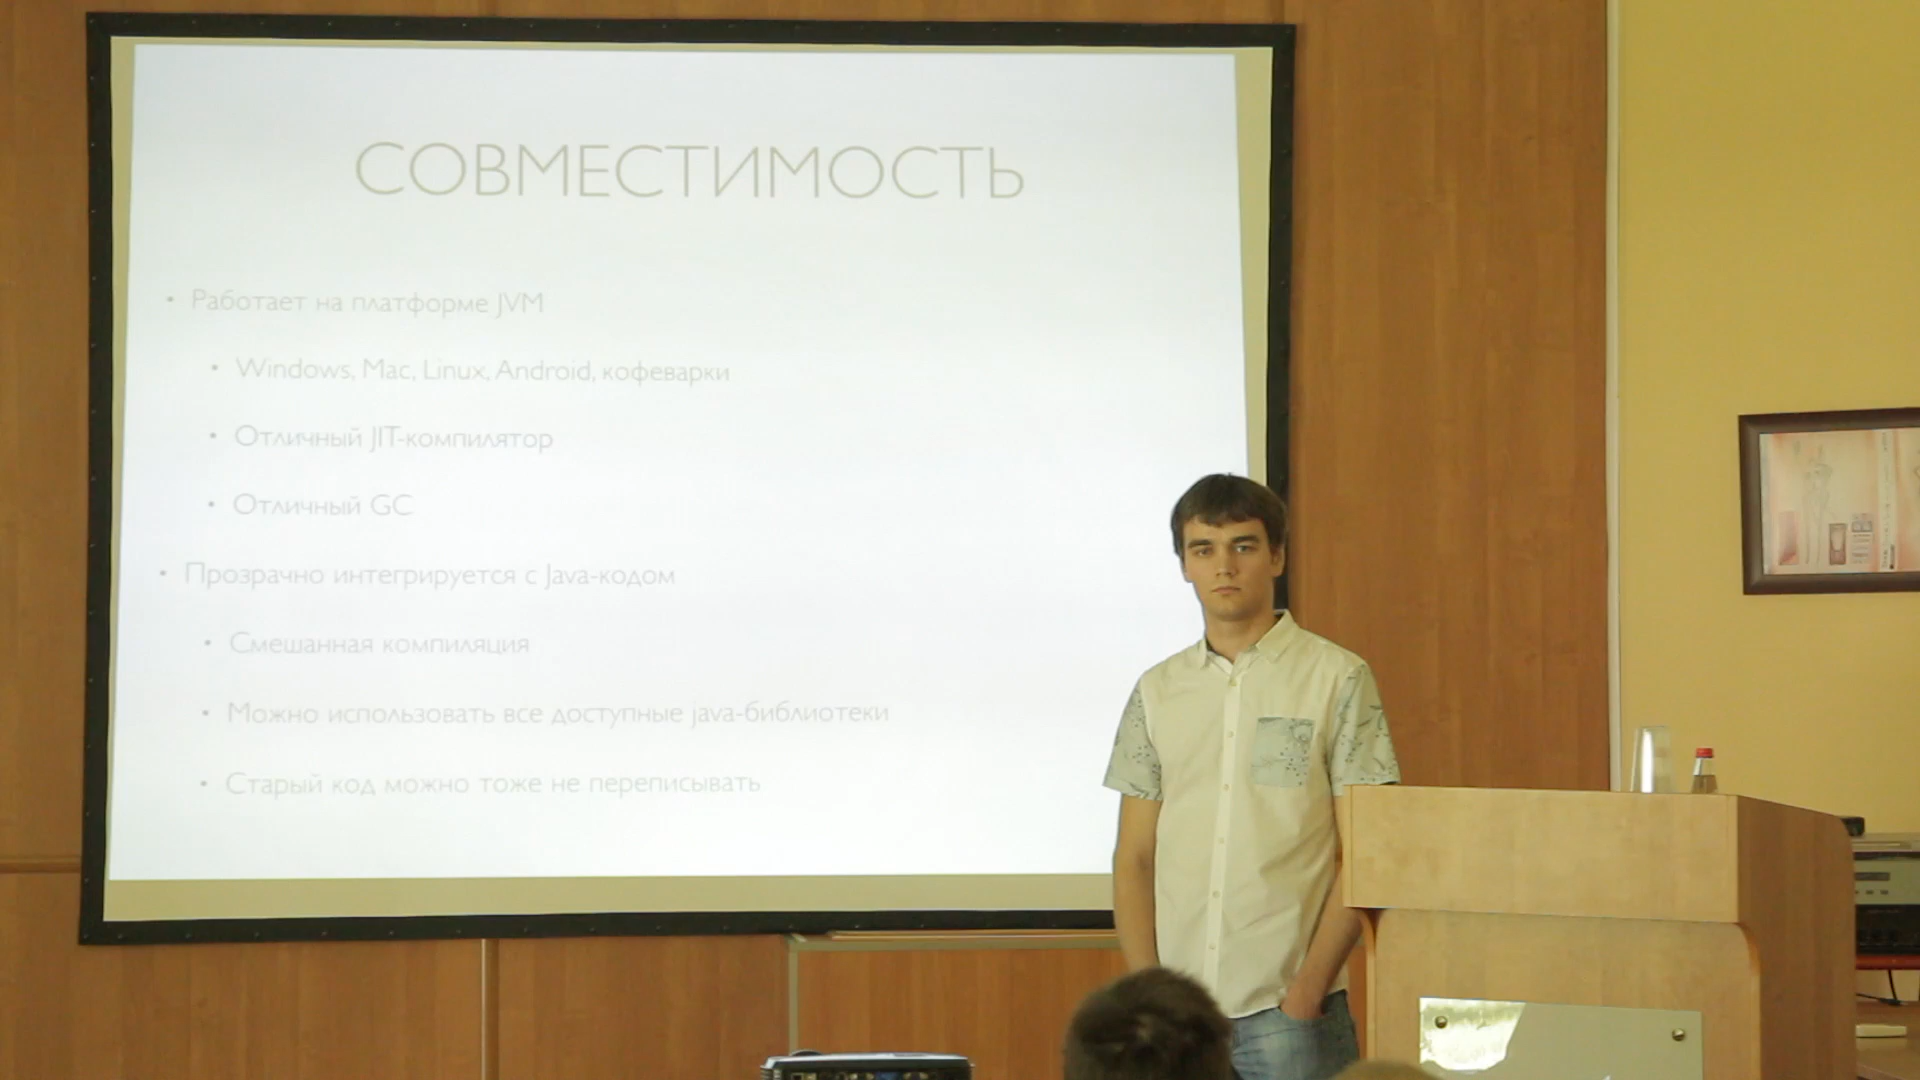 СОВМЕСТИМОСТЬ
• Работает на платформе JVM
• Windows, Mac, Linux, Android, кофеварки
• Отличный JIT-компилятор
• Отличный GC
• Прозрачно интегрируется с Java-кодом
• Смешанная компиляция
• Можно использовать все доступные java-библиотеки
• Старый код можно тоже не переписывать